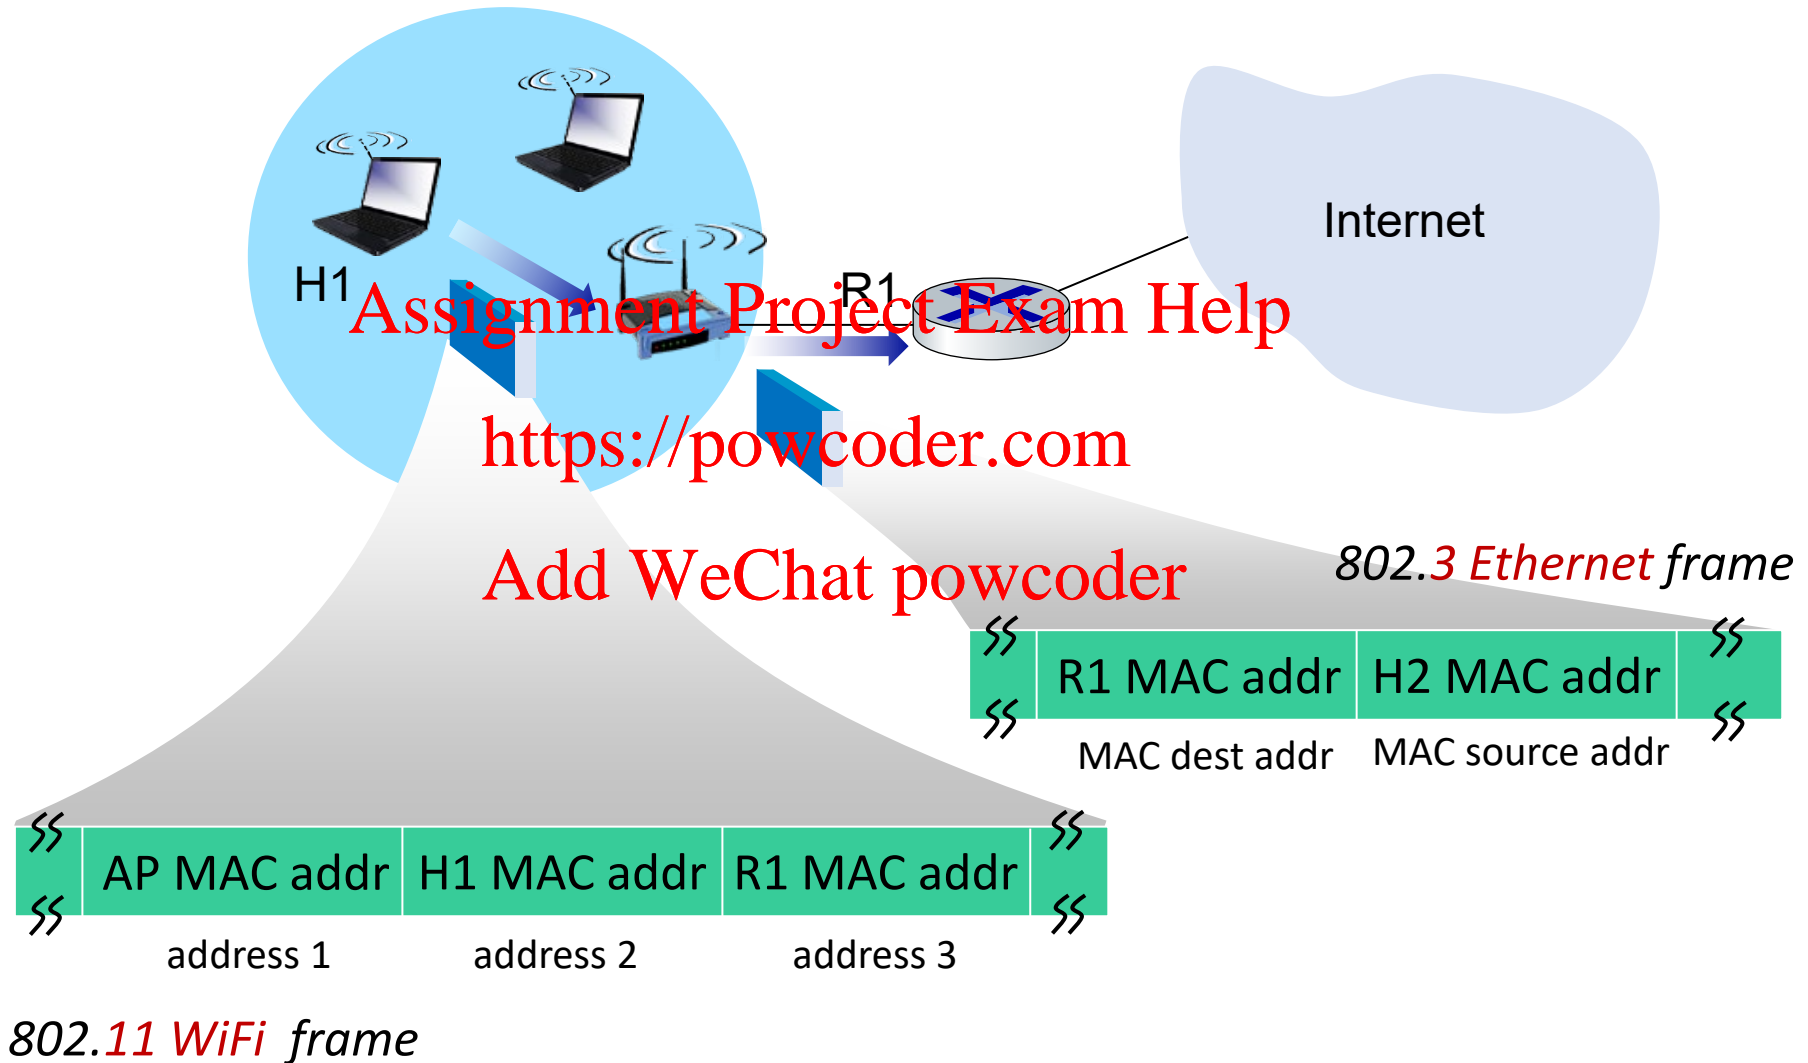 Internet
H1
R1
Assignment Project Exam Help
https://powcoder.com
Add WeChat powcoder
802.3 Ethernet frame
R1 MAC addr H2 MAC addr
MAC dest addr MAC source addr
AP MAC addr H1 MAC addr R1 MAC addr
address 1 address 2 address 3
802.11 WiFi frame